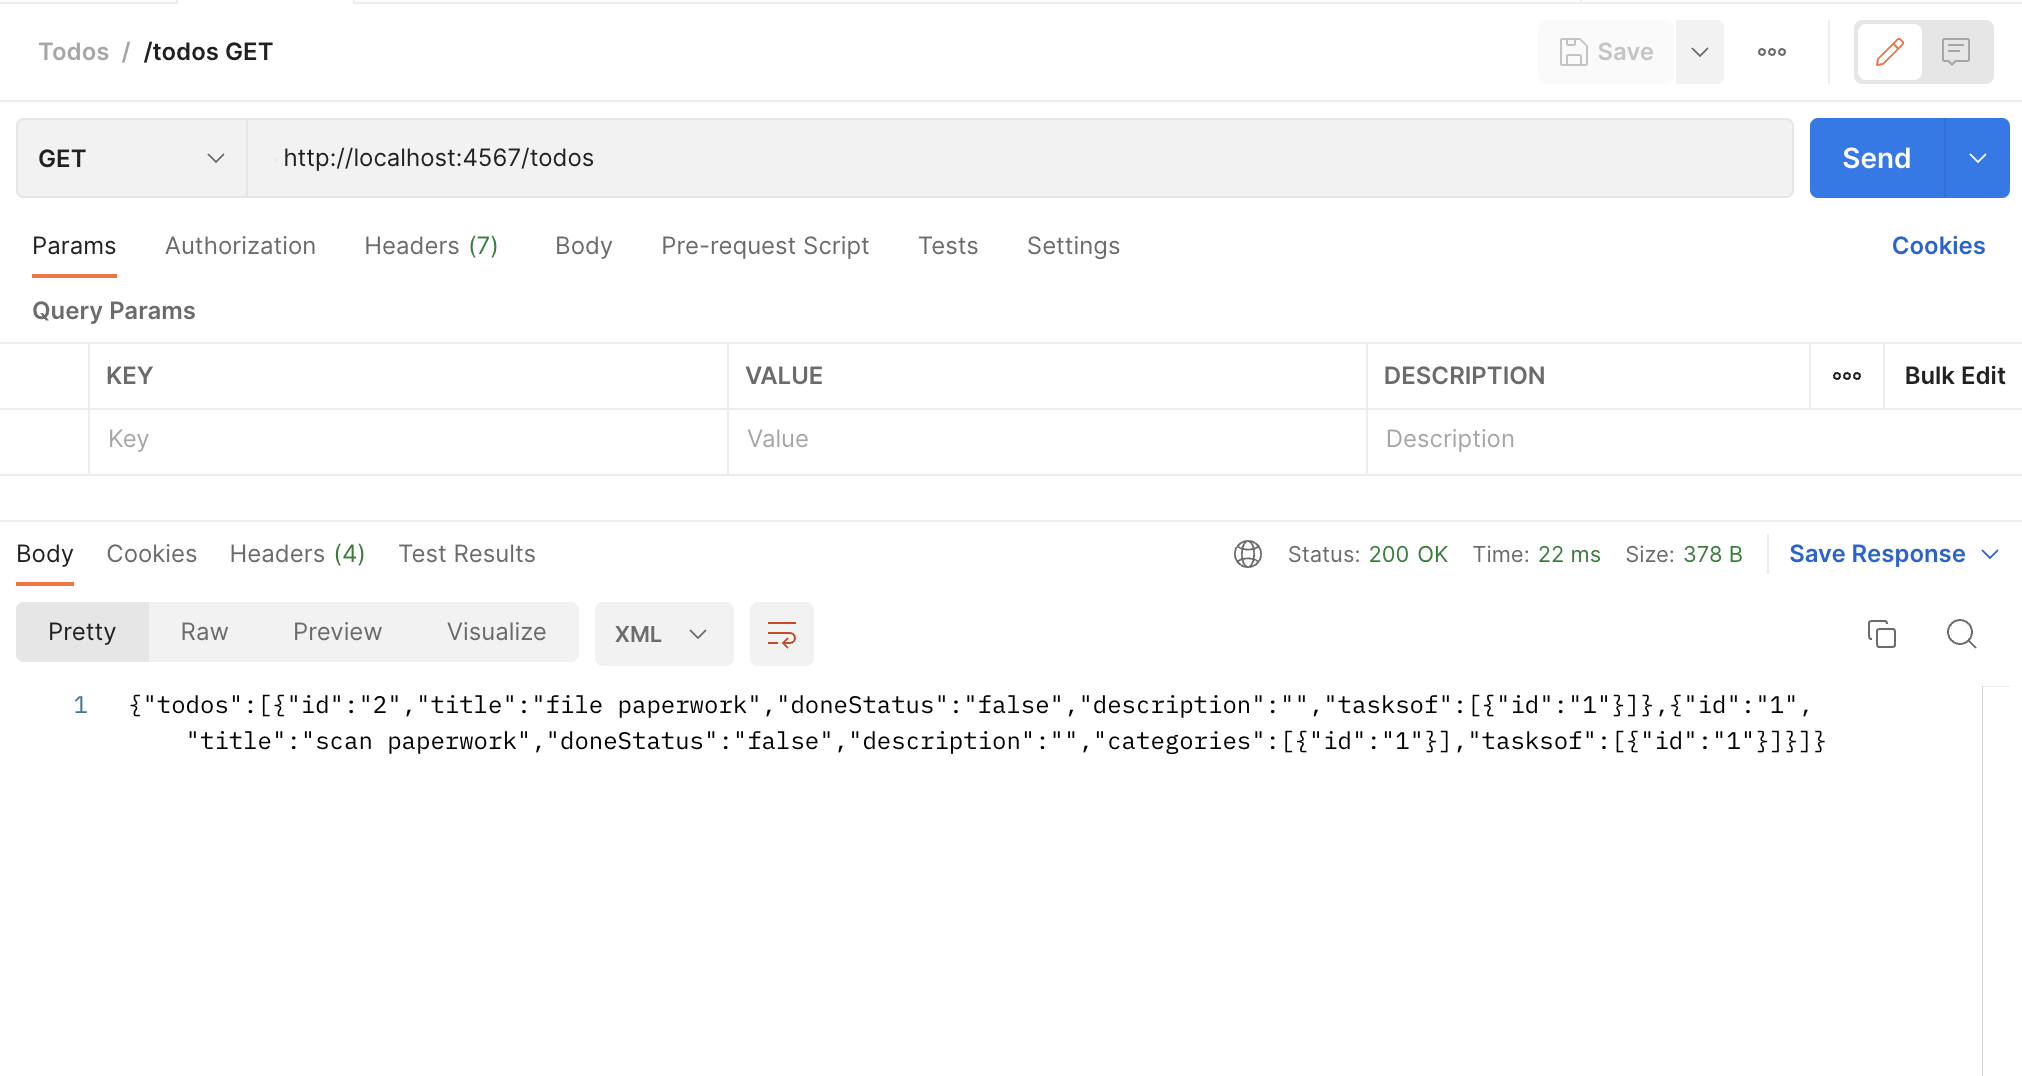 Todos / /todos GET
Save
GET
http://localhost:4567/todos
Send
Params Authorization Headers (7) Body Pre-request Script Tests Settings Cookies
Query Params
KEY VALUE DESCRIPTION Bulk Edit
Key Value Description
Body Cookies Headers (4) Test Results Status: 200 OK Time: 22 ms Size: 378 B Save Response
Pretty Raw Preview Visualize XML
1 {"todos":[{"id":"2","title":"file paperwork","doneStatus":"false","description":"","tasksof":[{"id":"1"}]},{"id":"1",
"title":"scan paperwork","doneStatus":"false","description":"","categories":[{"id":"1"}],"tasksof":[{"id":"1"}]}]}